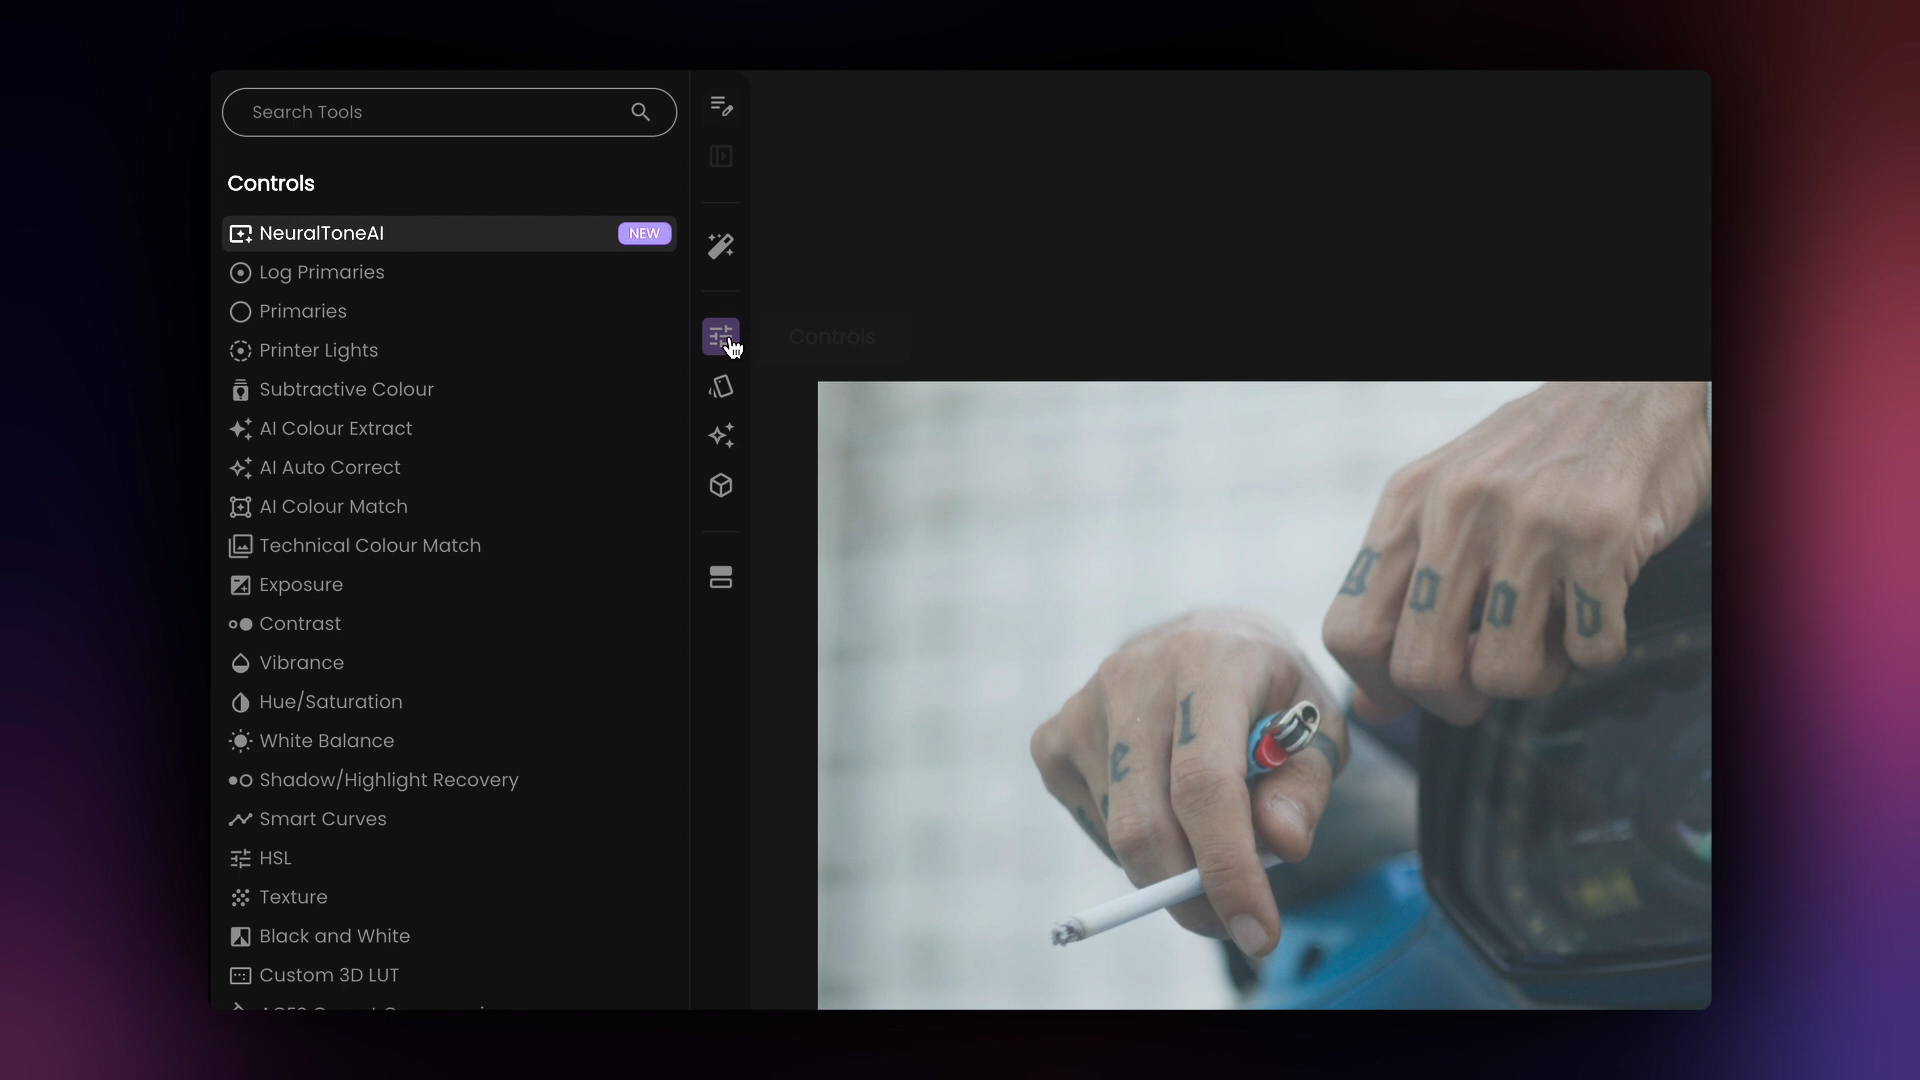 Search Tools
Controls
NeuralToneAI
NEW
Log Primaries
Primaries
Printer Lights
Subtractive Colour
AI Colour Extract
AI Auto Correct
AI Colour Match
Technical Colour Match
Exposure
Contrast
Vibrance
Hue/Saturation
White Balance
Shadow/Highlight Recovery
Smart Curves
HSL
Texture
Black and White
Custom 3D LUT
Controls
good
el